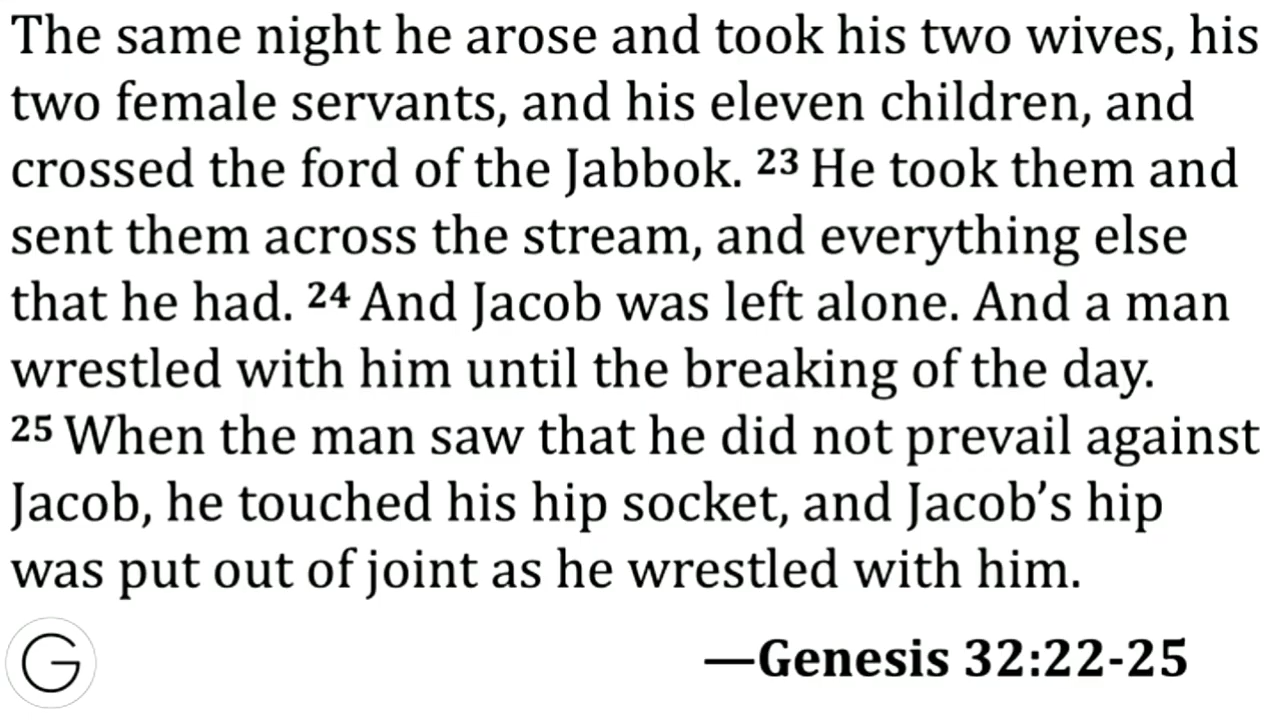 The same night he arose and took his two wives, his
two female servants, and his eleven children, and
crossed the ford of the Jabbok. 23 He took them and
sent them across the stream, and everything else
that he had. 24 And Jacob was left alone. And a man
wrestled with him until the breaking of the day.
25 When the man saw that he did not prevail against
Jacob, he touched his hip socket, and Jacob’s hip
was put out of joint as he wrestled with him.
G
—Genesis 32:22-25